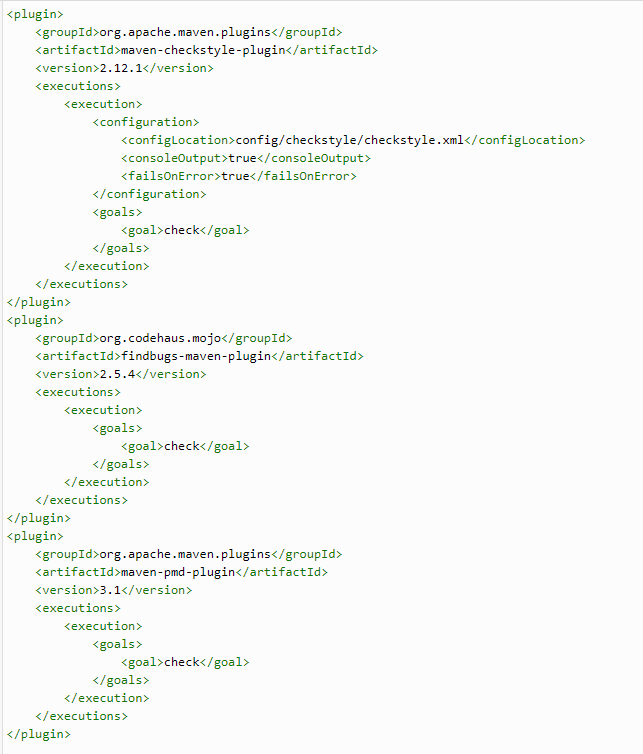 <plugin>
    <groupId>org.apache.maven.plugins</groupId>
    <artifactId>maven-checkstyle-plugin</artifactId>
    <version>2.12.1</version>
    <executions>
        <execution>
            <configuration>
                <configLocation>config/checkstyle/checkstyle.xml</configLocation>
                <consoleOutput>true</consoleOutput>
                <failsOnError>true</failsOnError>
            </configuration>
            <goals>
                <goal>check</goal>
            </goals>
        </execution>
    </executions>
</plugin>
<plugin>
    <groupId>org.codehaus.mojo</groupId>
    <artifactId>findbugs-maven-plugin</artifactId>
    <version>2.5.4</version>
    <executions>
        <execution>
            <goals>
                <goal>check</goal>
            </goals>
        </execution>
    </executions>
</plugin>
<plugin>
    <groupId>org.apache.maven.plugins</groupId>
    <artifactId>maven-pmd-plugin</artifactId>
    <version>3.1</version>
    <executions>
        <execution>
            <goals>
                <goal>check</goal>
            </goals>
        </execution>
    </executions>
</plugin>